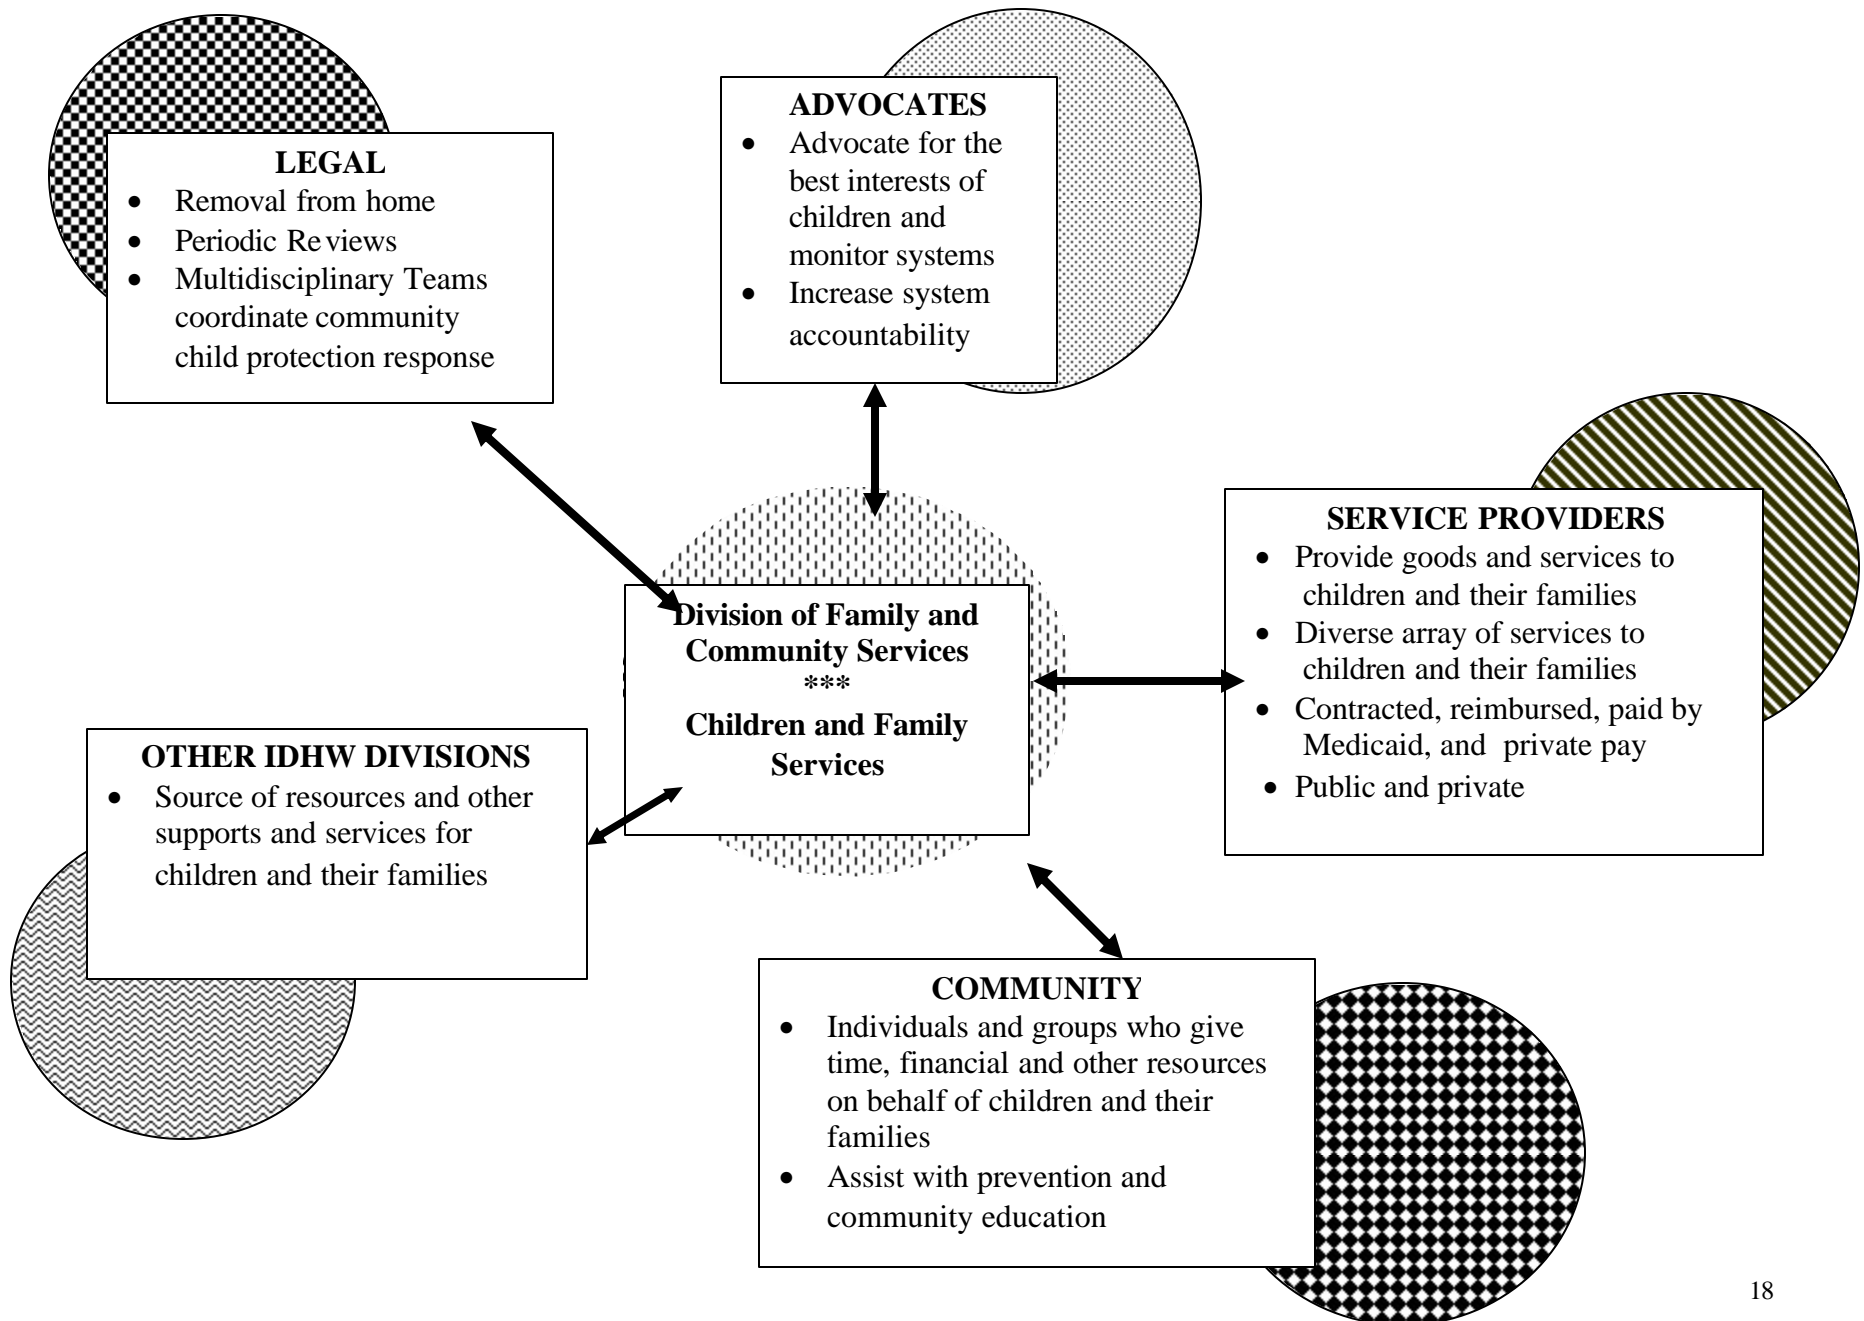 LEGAL
• Removal from home
• Periodic Reviews
• Multidisciplinary Teams
coordinate community
child protection response
ADVOCATES
• Advocate for the
best interests of
children and
monitor systems
• Increase system
accountability
SERVICE PROVIDERS
• Provide goods and services to
children and their families
• Diverse array of services to
children and their families
• Contracted, reimbursed, paid by
Medicaid, and private pay
• Public and private
Division of Family and
Community Services
***
Children and Family
Services
OTHER IDHW DIVISIONS
• Source of resources and other
supports and services for
children and their families
COMMUNITY
• Individuals and groups who give
time, financial and other resources
on behalf of children and their
families
• Assist with prevention and
community education
18